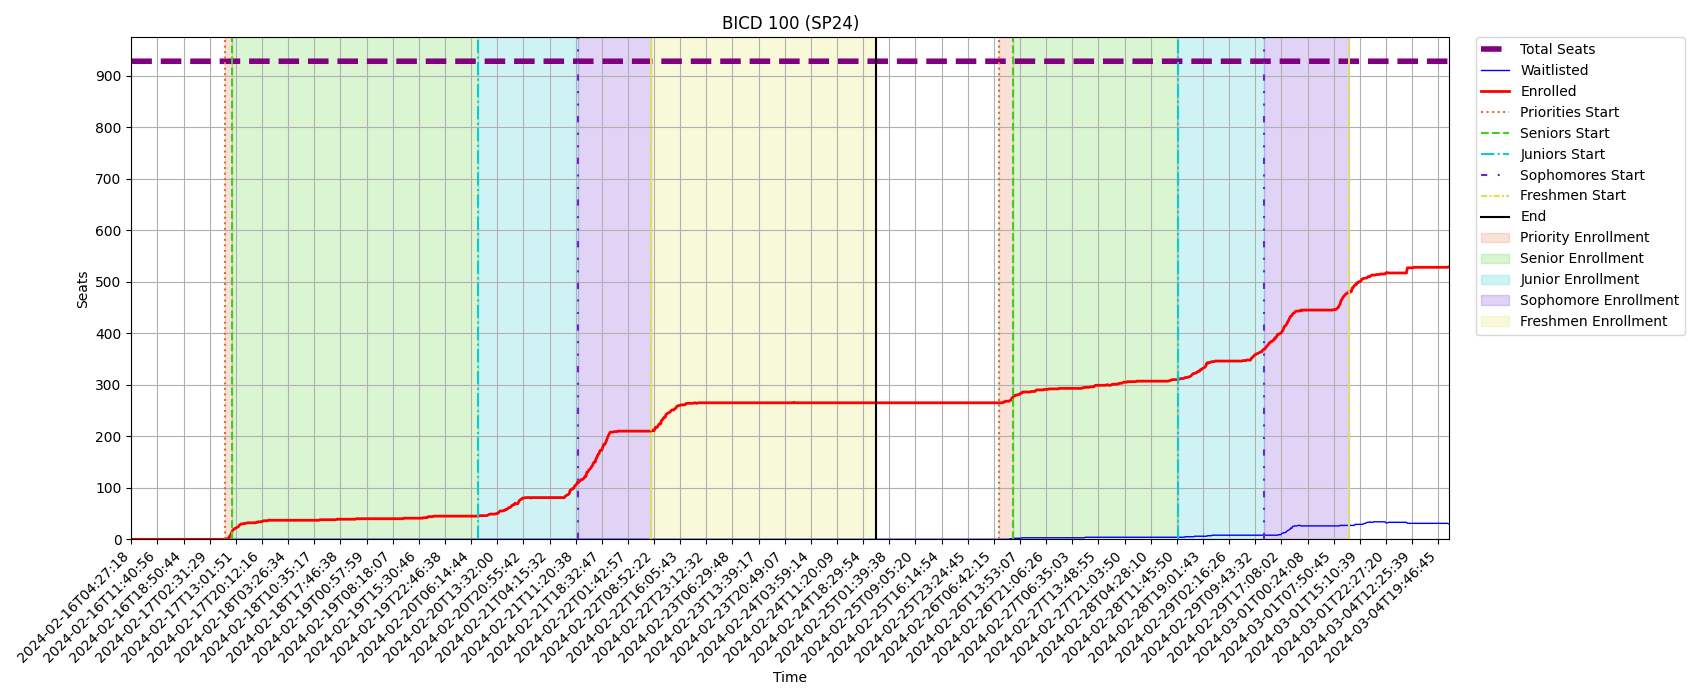 BICD 100 (SP24)
Total Seats
Waitlisted
Enrolled
Priorities Start
Seniors Start
Juniors Start
Sophomores Start
Freshmen Start
End
Priority Enrollment
Senior Enrollment
Junior Enrollment
Sophomore Enrollment
Freshmen Enrollment
Seats
900
800
700
600
500
400
300
200
100
0
2024-02-16T04:27:18
2024-02-16T11:40:56
2024-02-16T18:50:44
2024-02-17T02:31:29
2024-02-17T13:01:51
2024-02-17T20:12:16
2024-02-18T03:26:34
2024-02-18T10:35:17
2024-02-18T17:46:38
2024-02-19T00:57:59
2024-02-19T08:18:07
2024-02-19T15:30:46
2024-02-19T22:46:38
2024-02-20T06:14:44
2024-02-20T13:32:00
2024-02-20T20:55:42
2024-02-21T04:15:32
2024-02-21T11:20:38
2024-02-21T18:32:47
2024-02-22T01:42:57
2024-02-22T08:52:22
2024-02-22T16:05:43
2024-02-22T23:12:32
2024-02-23T06:29:48
2024-02-23T13:39:17
2024-02-23T20:49:07
2024-02-24T03:59:14
2024-02-24T11:20:09
2024-02-24T18:29:54
2024-02-25T01:39:38
2024-02-25T09:05:20
2024-02-25T16:14:54
2024-02-25T23:24:45
2024-02-26T06:42:15
2024-02-26T13:53:07
2024-02-26T21:06:26
2024-02-27T06:35:03
2024-02-27T13:48:55
2024-02-27T21:03:50
2024-02-28T04:28:10
2024-02-28T11:45:50
2024-02-28T19:01:43
2024-02-29T02:16:26
2024-02-29T09:43:32
2024-02-29T17:08:02
2024-03-01T00:24:08
2024-03-01T07:50:45
2024-03-01T15:10:39
2024-03-01T22:27:20
2024-03-04T12:25:39
2024-03-04T19:46:45
Time